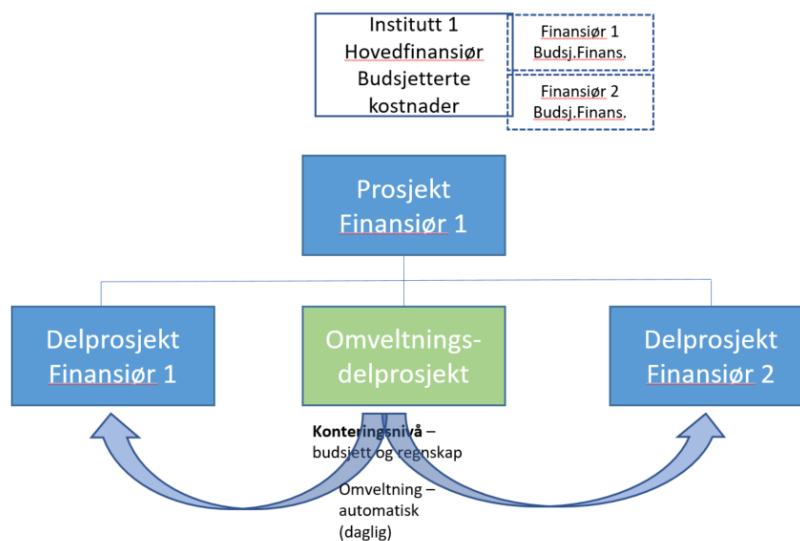 Institutt 1
Hovedfinansiør
Budsjetterte
kostnader
Finansiør 1
Budsj.Finans.
Finansiør 2
Budsj.Finans.
Prosjekt
Finansiør 1
Delprosjekt
Finansiør 1
Omveltnings-
delprosjekt
Delprosjekt
Finansiør 2
Konteringsnivå –
budsjett og regnskap
Omveltning –
automatisk
(daglig)